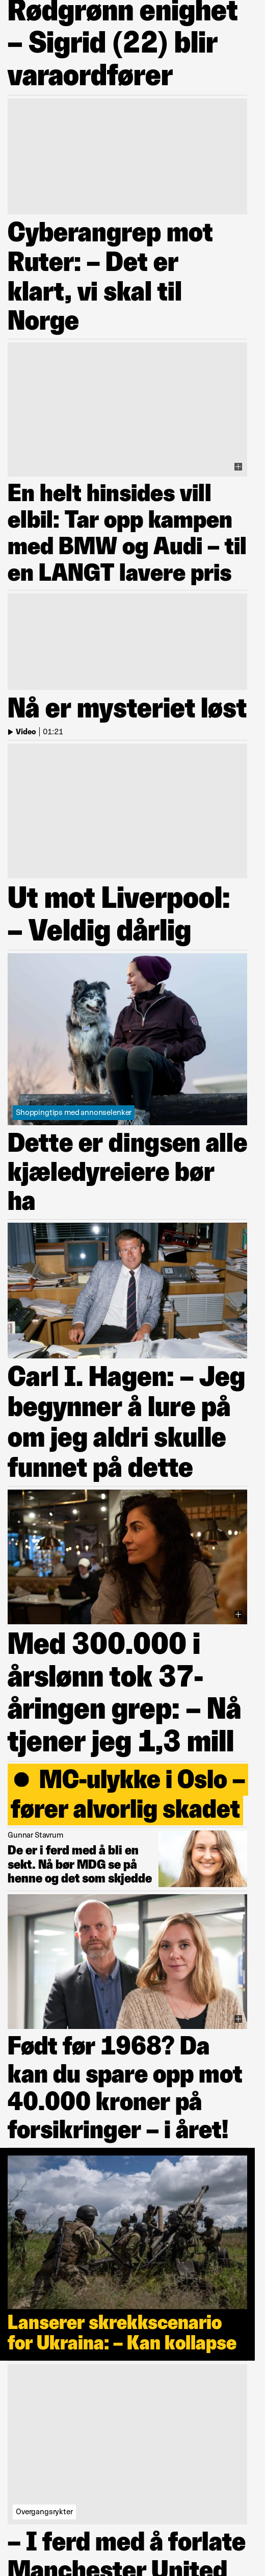 Rødgrønn enighet
– Sigrid (22) blir
varaordfører
Cyberangrep mot
Ruter: – Det er
klart, vi skal til
Norge
En helt hinsides vill
elbil: Tar opp kampen
med BMW og Audi – til
en LANGT lavere pris
Nå er mysteriet løst
Video | 01:21
Ut mot Liverpool:
– Veldig dårlig
Shoppingtips med annonselenker
Dette er dingsen alle
kjæledyreiere bør
ha
Carl I. Hagen: – Jeg
begynner å lure på
om jeg aldri skulle
funnet på dette
Med 300.000 i
årslønn tok 37-
åringen grep: – Nå
tjener jeg 1,3 mill
● MC-ulykke i Oslo –
fører alvorlig skadet
Gunnar Stavrum
De er i ferd med å bli en
sekt. Nå bør MDG se på
henne og det som skjedde
Født før 1968? Da
kan du spare opp mot
40.000 kroner på
forsikringer – i året!
Lanserer skrekkscenario
for Ukraina: – Kan kollapse
Overgangsrykter
– I ferd med å forlate
Manchester United